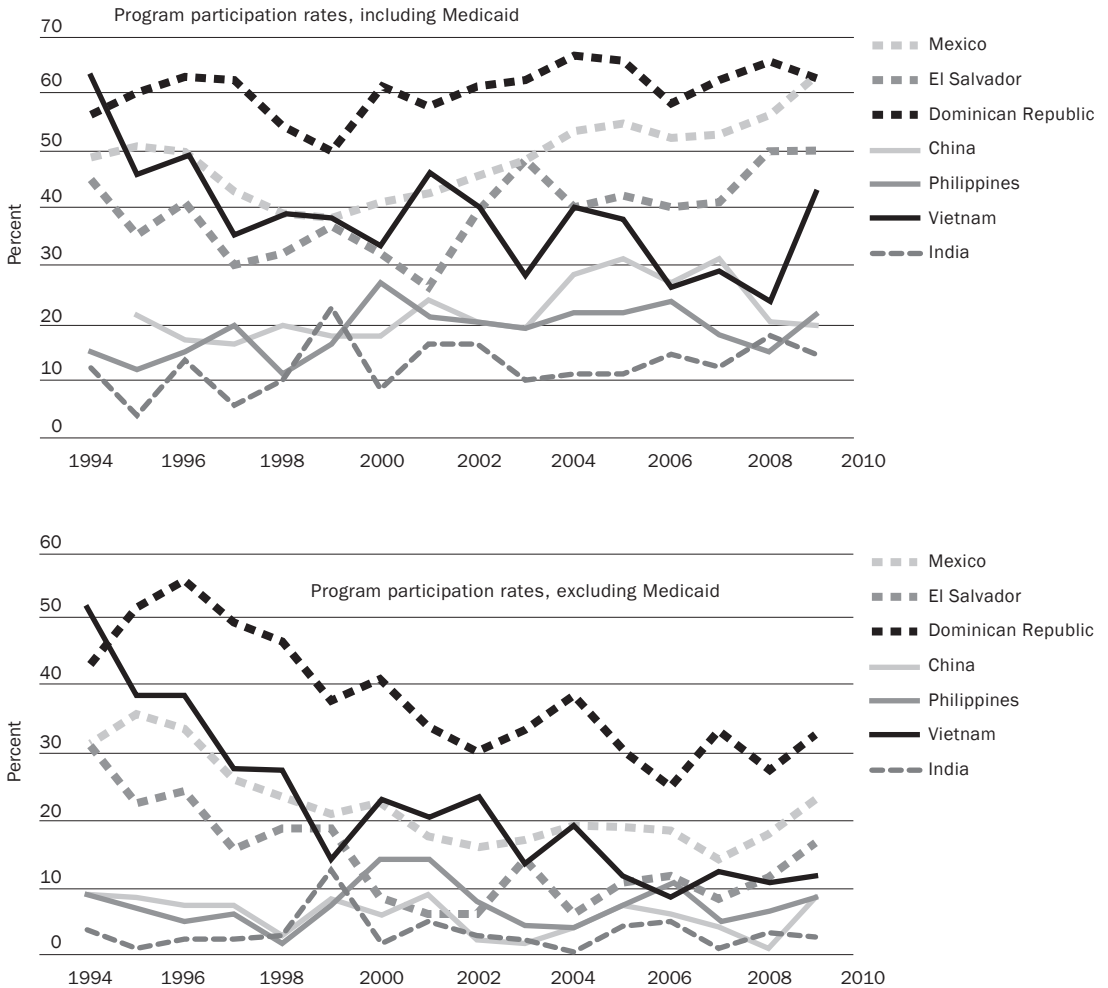 Program participation rates, including Medicaid
70
60
50
40
30
20
10
0
Percent
1994 1996 1998 2000 2002 2004 2006 2008 2010
Mexico
El Salvador
Dominican Republic
China
Philippines
Vietnam
India
Program participation rates, excluding Medicaid
60
50
40
30
20
10
0
Percent
1994 1996 1998 2000 2002 2004 2006 2008 2010
Mexico
El Salvador
Dominican Republic
China
Philippines
Vietnam
India